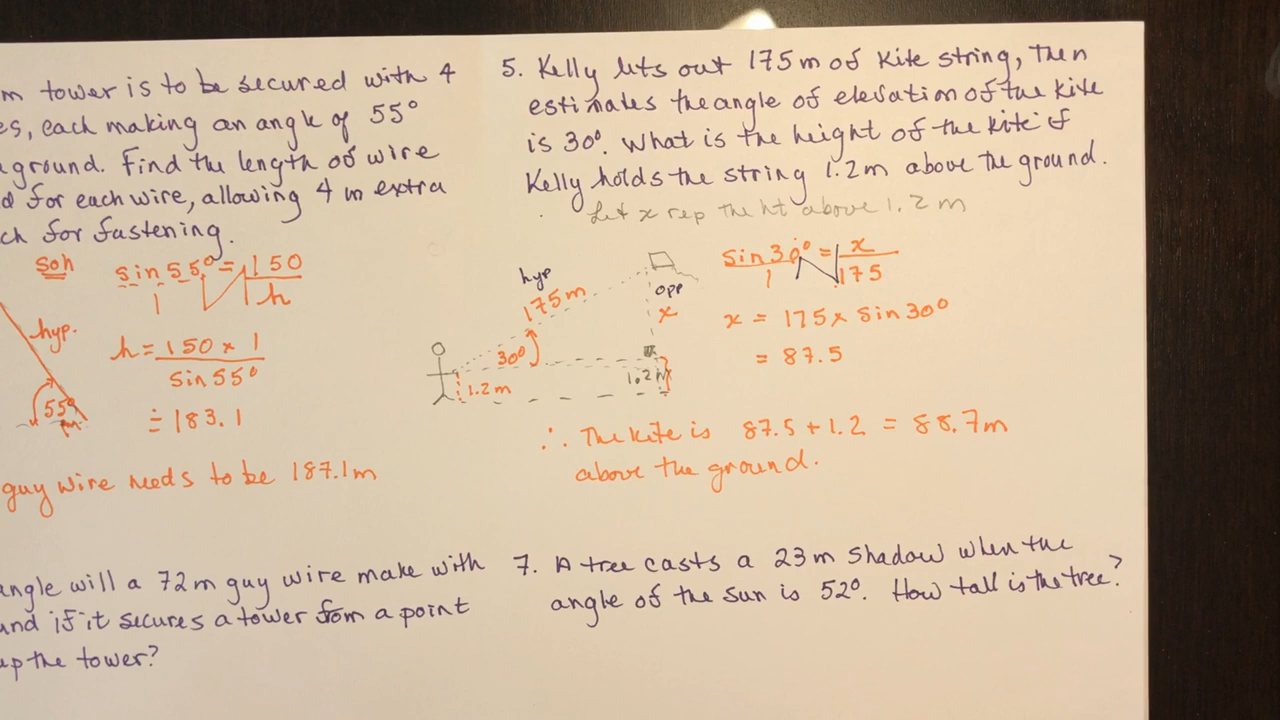 m tower is to be secured with 4
es, each making an angle of 55°
ground. Find the length of wire
d for each wire, allowing 4 m extra
ch for fastening.
Soh
sin 55° = 150
1 h
hyp.
h = 150 x 1
sin 55°
≐ 183.1
55°
guy wire needs to be 187.1m
5. Kelly lets out 175m of kite string, then
estimates the angle of elevation of the kite
is 30°. What is the height of the kite if
Kelly holds the string 1.2m above the ground.
Let x rep the ht above 1.2 m
hyp
175m
opp
x
30°
1.2m
1.2m
sin 30° = x
1 175
x = 175 x sin 30°
= 87.5
∴ The kite is 87.5 + 1.2 = 88.7m
above the ground.
angle will a 72m guy wire make with
und if it secures a tower from a point
up the tower?
7. A tree casts a 23m shadow when the
angle of the sun is 52°. How tall is the tree?